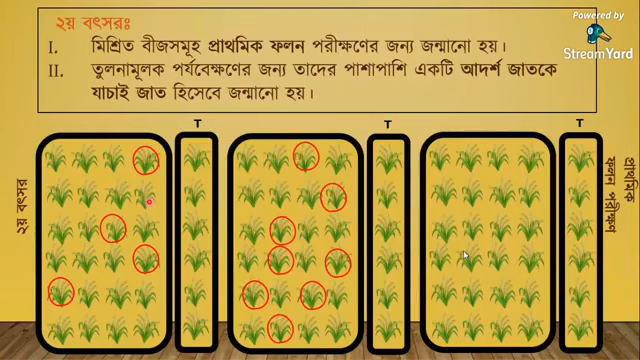 ২য় বৎসরঃ
I. মিশ্রিত বীজসমূহ প্রাথমিক ফলন পরীক্ষণের জন্য জন্মানো হয়।
II. তুলনামূলক পর্যবেক্ষণের জন্য তাদের পাশাপাশি একটি আদর্শ জাতকে
যাচাই জাত হিসেবে জন্মানো হয়।
Powered by
StreamYard
T
T
T
২য় বৎসর
প্রাথমিক
ফলন পরীক্ষণ